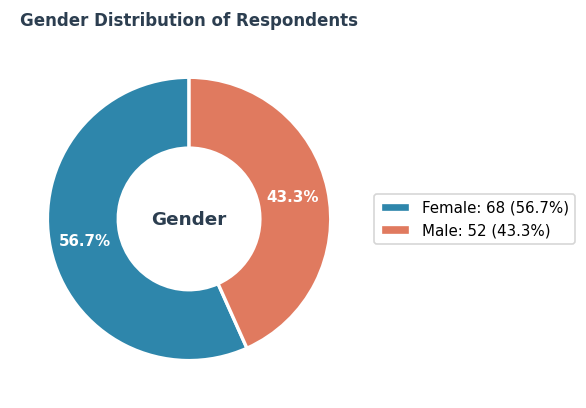 Gender Distribution of Respondents
43.3%
Gender
56.7%
Female: 68 (56.7%)
Male: 52 (43.3%)